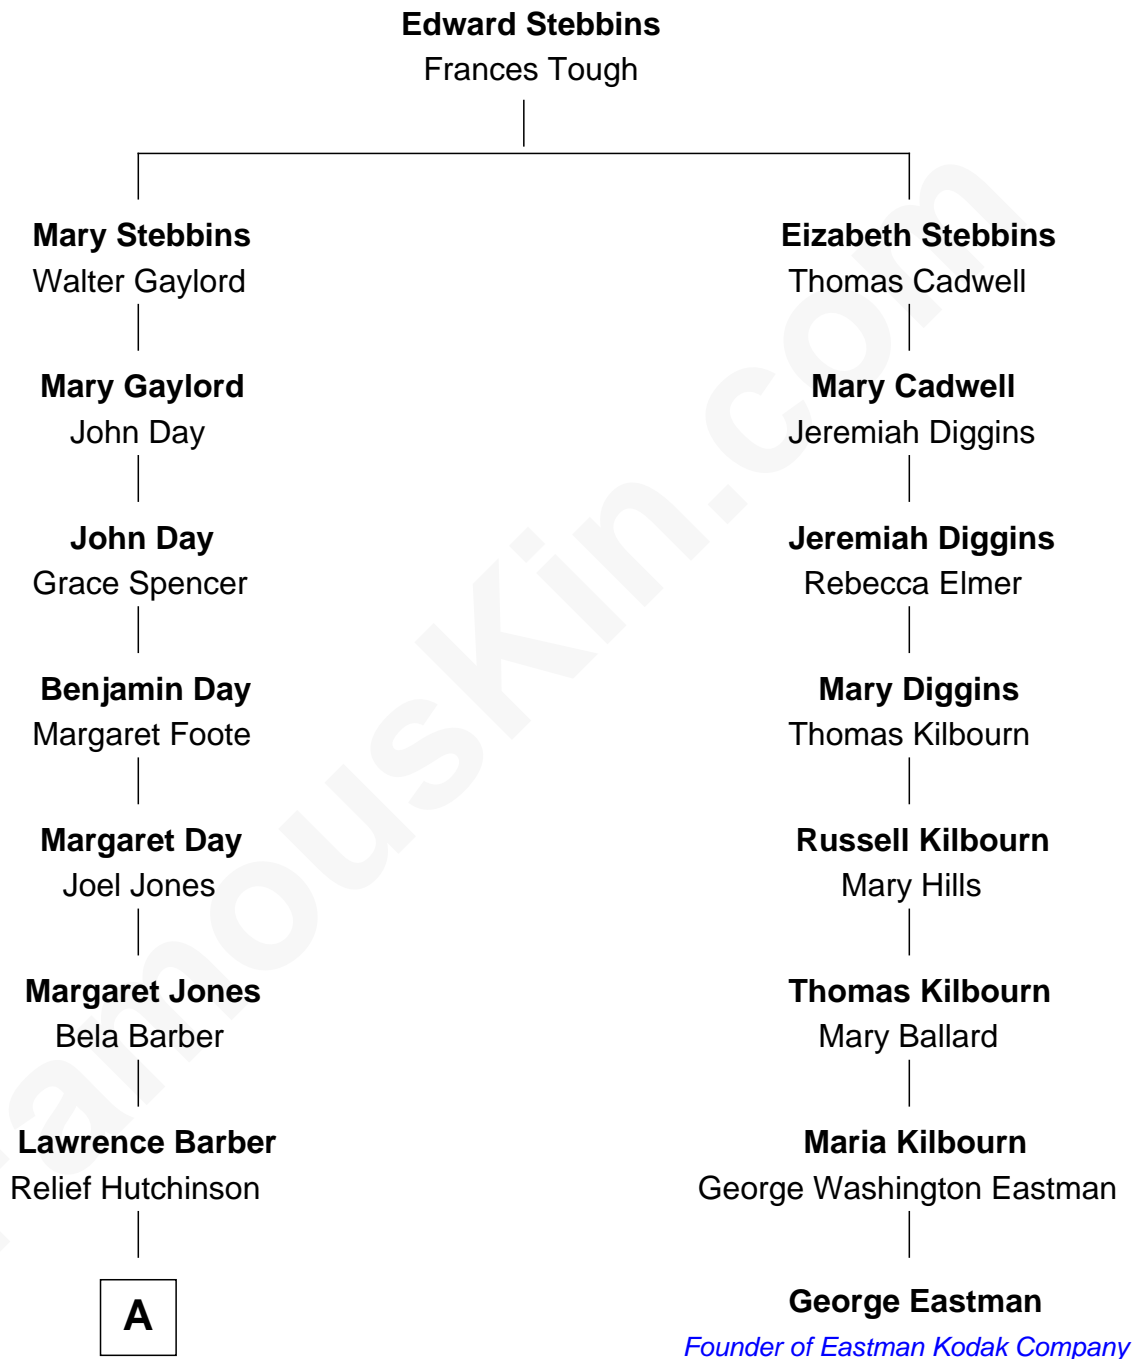 Edward Stebbins
Frances Tough
Mary Stebbins
Walter Gaylord
Mary Gaylord
John Day
John Day
Grace Spencer
Benjamin Day
Margaret Foote
Margaret Day
Joel Jones
Margaret Jones
Bela Barber
Lawrence Barber
Relief Hutchinson
A
Eizabeth Stebbins
Thomas Cadwell
Mary Cadwell
Jeremiah Diggins
Jeremiah Diggins
Rebecca Elmer
Mary Diggins
Thomas Kilbourn
Russell Kilbourn
Mary Hills
Thomas Kilbourn
Mary Ballard
Maria Kilbourn
George Washington Eastman
George Eastman
Founder of Eastman Kodak Company
FamousKin.com